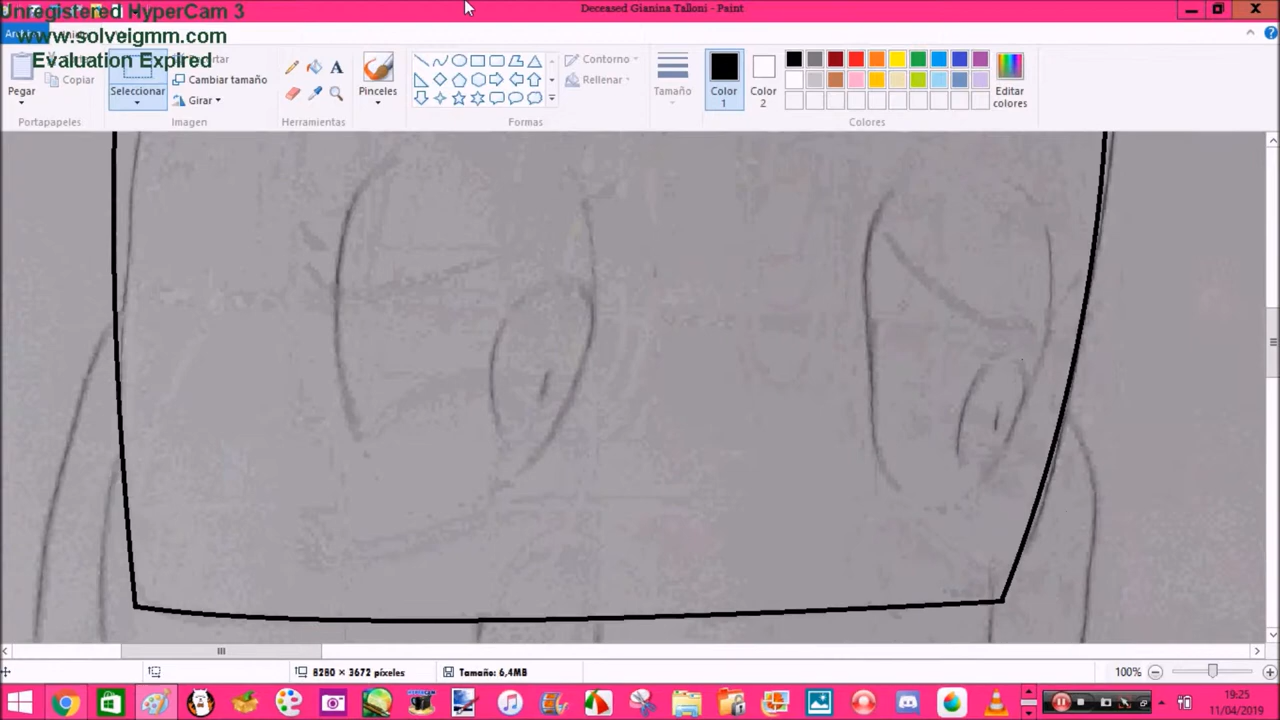 Unregistered HyperCam 3
Deceased Gianina Talloni - Paint
www.solveigmm.com
Evaluation Expired
Pegar
Copiar
Portapapeles
Seleccionar
Cambiar tamaño
Girar
Imagen
Herramientas
Pinceles
Contorno
Rellenar
Formas
Tamaño
Color
1
Color
2
Editar
colores
Colores
8280 × 3672 píxeles
Tamaño: 6,4MB
100%
19:25
11/04/2019